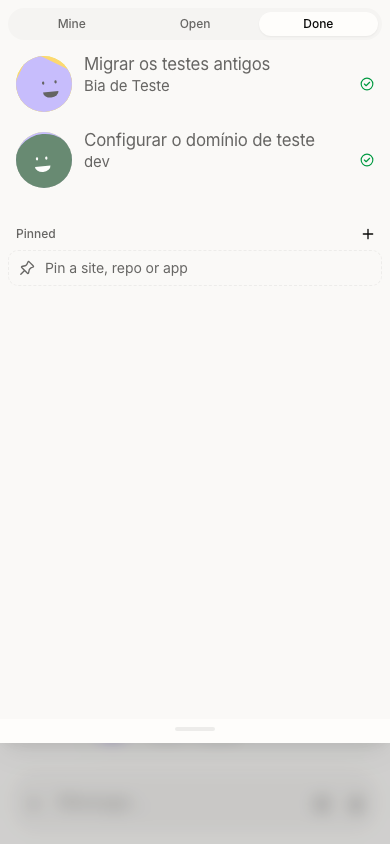 Mine
Open
Done
Migrar os testes antigos
Bia de Teste
Configurar o domínio de teste
dev
Pinned
Pin a site, repo or app